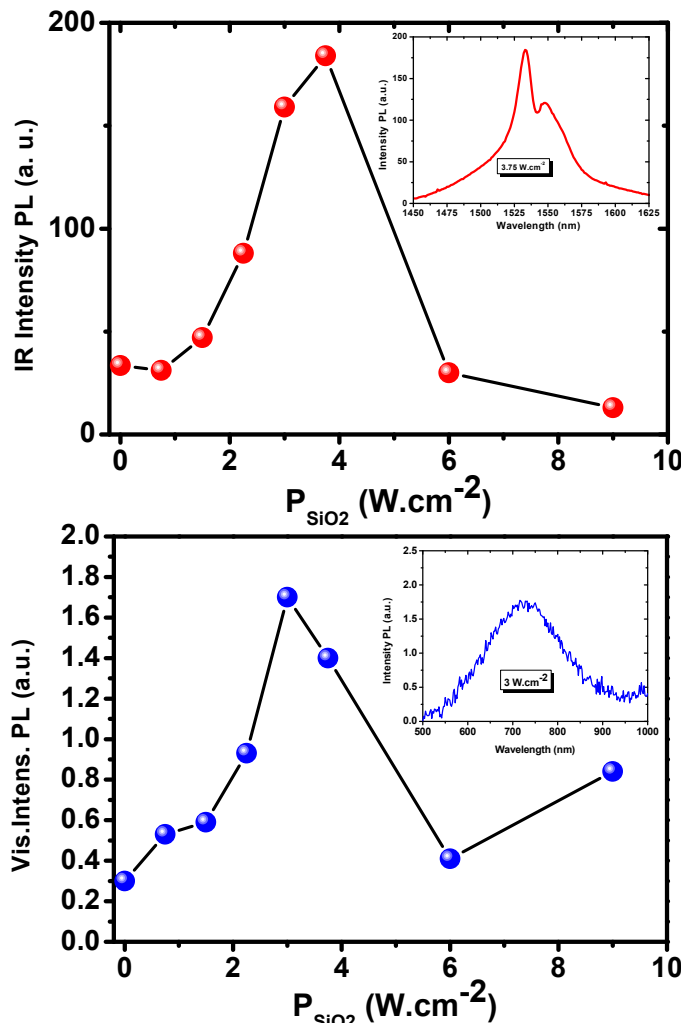 200
100
0
IR Intensity PL (a. u.)
0 2 4 6 8 10
P_SiO2 (W.cm^-2)
200
175
150
125
100
75
50
25
0
Intensity PL (a.u.)
3.75 W.cm^-2
1450 1475 1500 1525 1550 1575 1600 1625
Wavelength (nm)
2.0
1.8
1.6
1.4
1.2
1.0
0.8
0.6
0.4
0.2
0.0
Vis.Intens. PL (a.u.)
0 2 4 6 8 10
P_SiO2 (W.cm^-2)
2.5
2.0
1.5
1.0
0.5
0.0
Intensity PL (a.u.)
3 W.cm^-2
500 600 700 800 900 1000
Wavelength (nm)